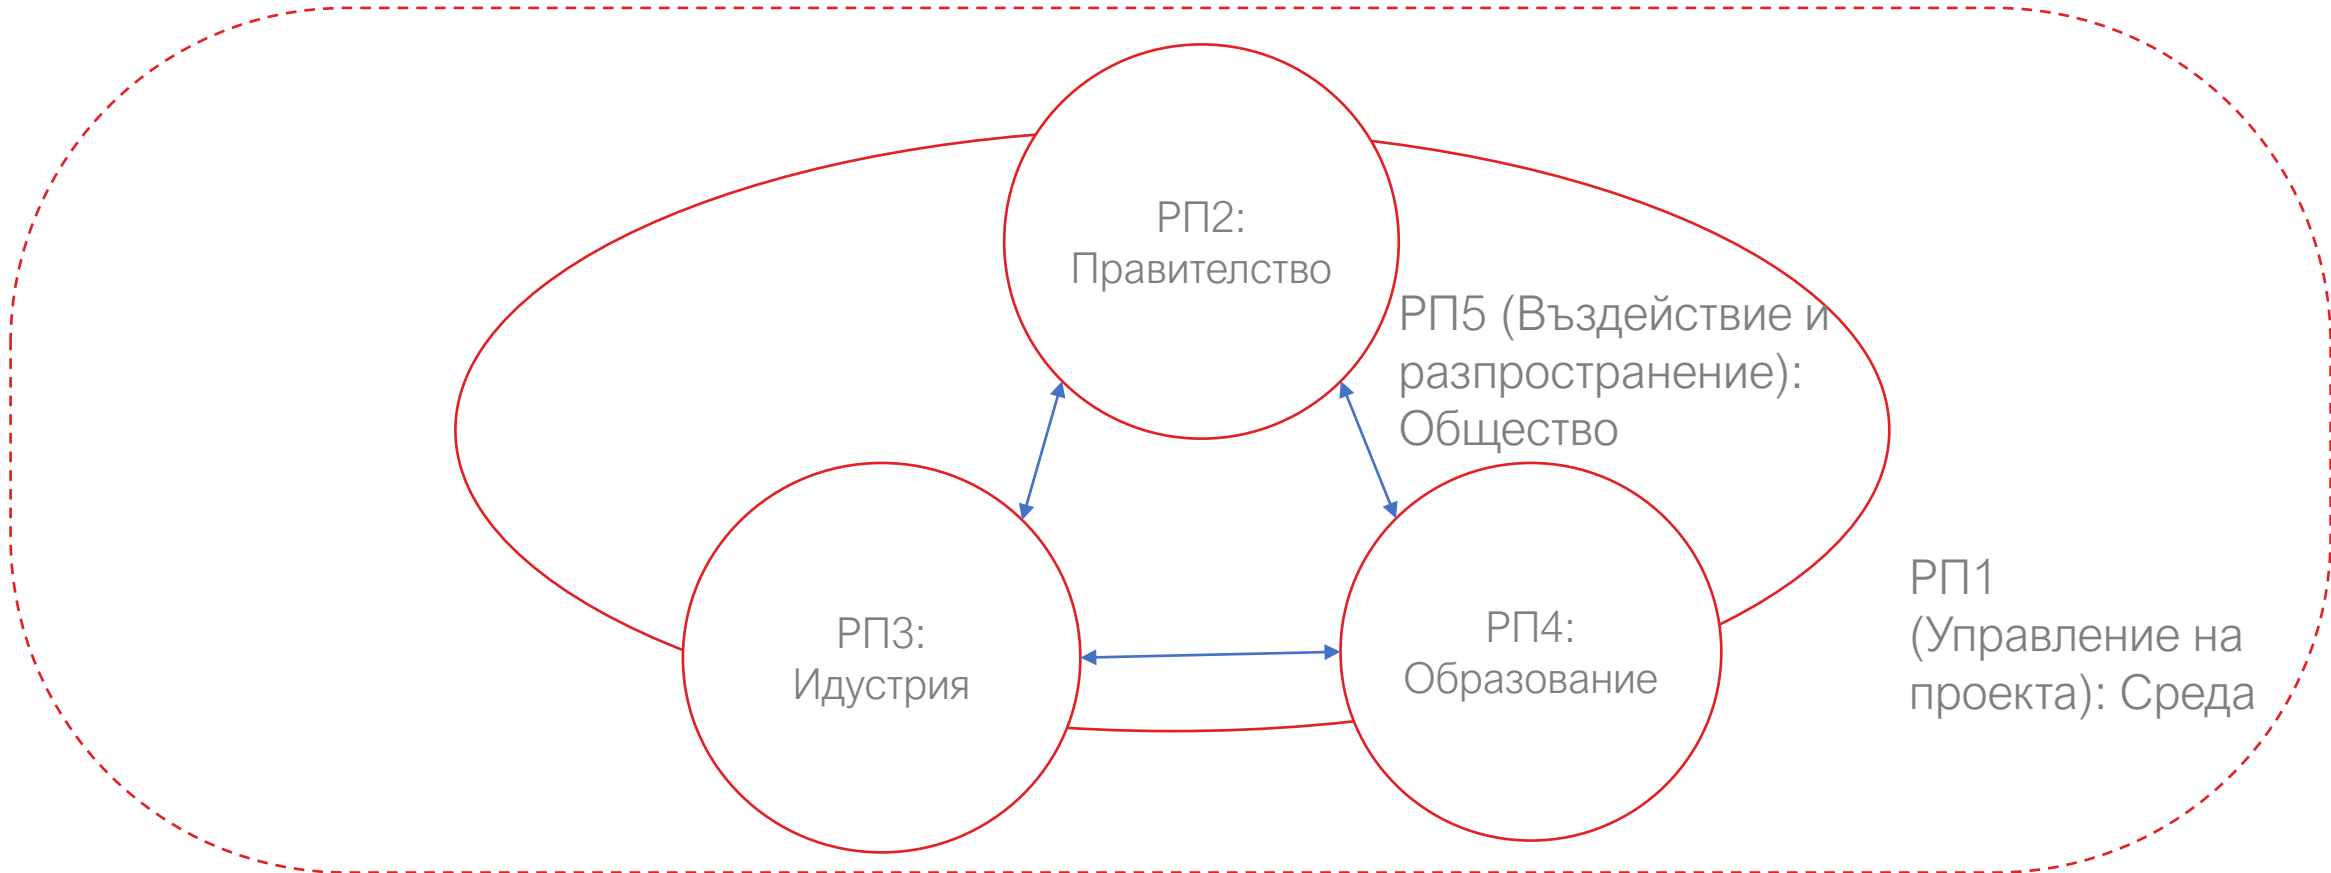 РП2:
Правителство
РП5 (Въздействие и
разпространение):
Общество
РП3:
Идустрия
РП4:
Образование
РП1
(Управление на
проекта): Среда